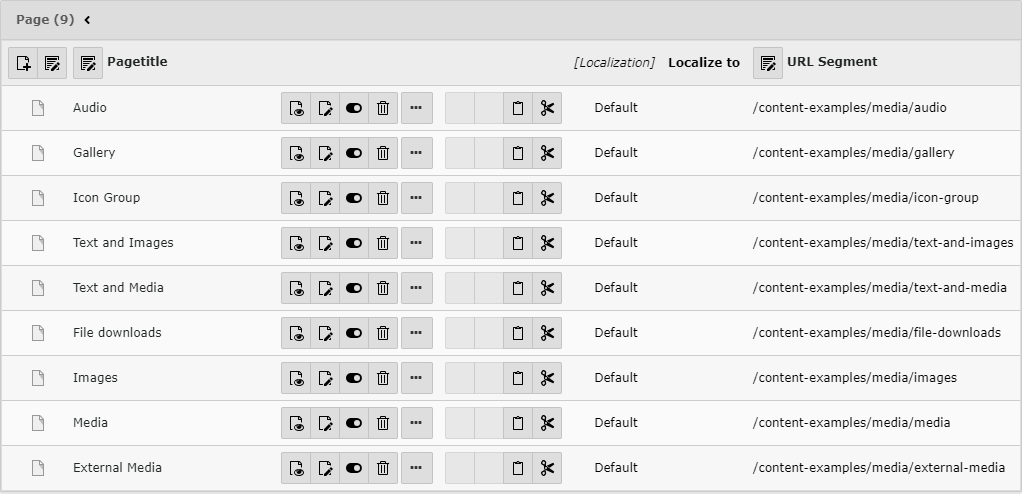 Page (9)
Pagetitle [Localization] Localize to URL Segment
Audio Default /content-examples/media/audio
Gallery Default /content-examples/media/gallery
Icon Group Default /content-examples/media/icon-group
Text and Images Default /content-examples/media/text-and-images
Text and Media Default /content-examples/media/text-and-media
File downloads Default /content-examples/media/file-downloads
Images Default /content-examples/media/images
Media Default /content-examples/media/media
External Media Default /content-examples/media/external-media